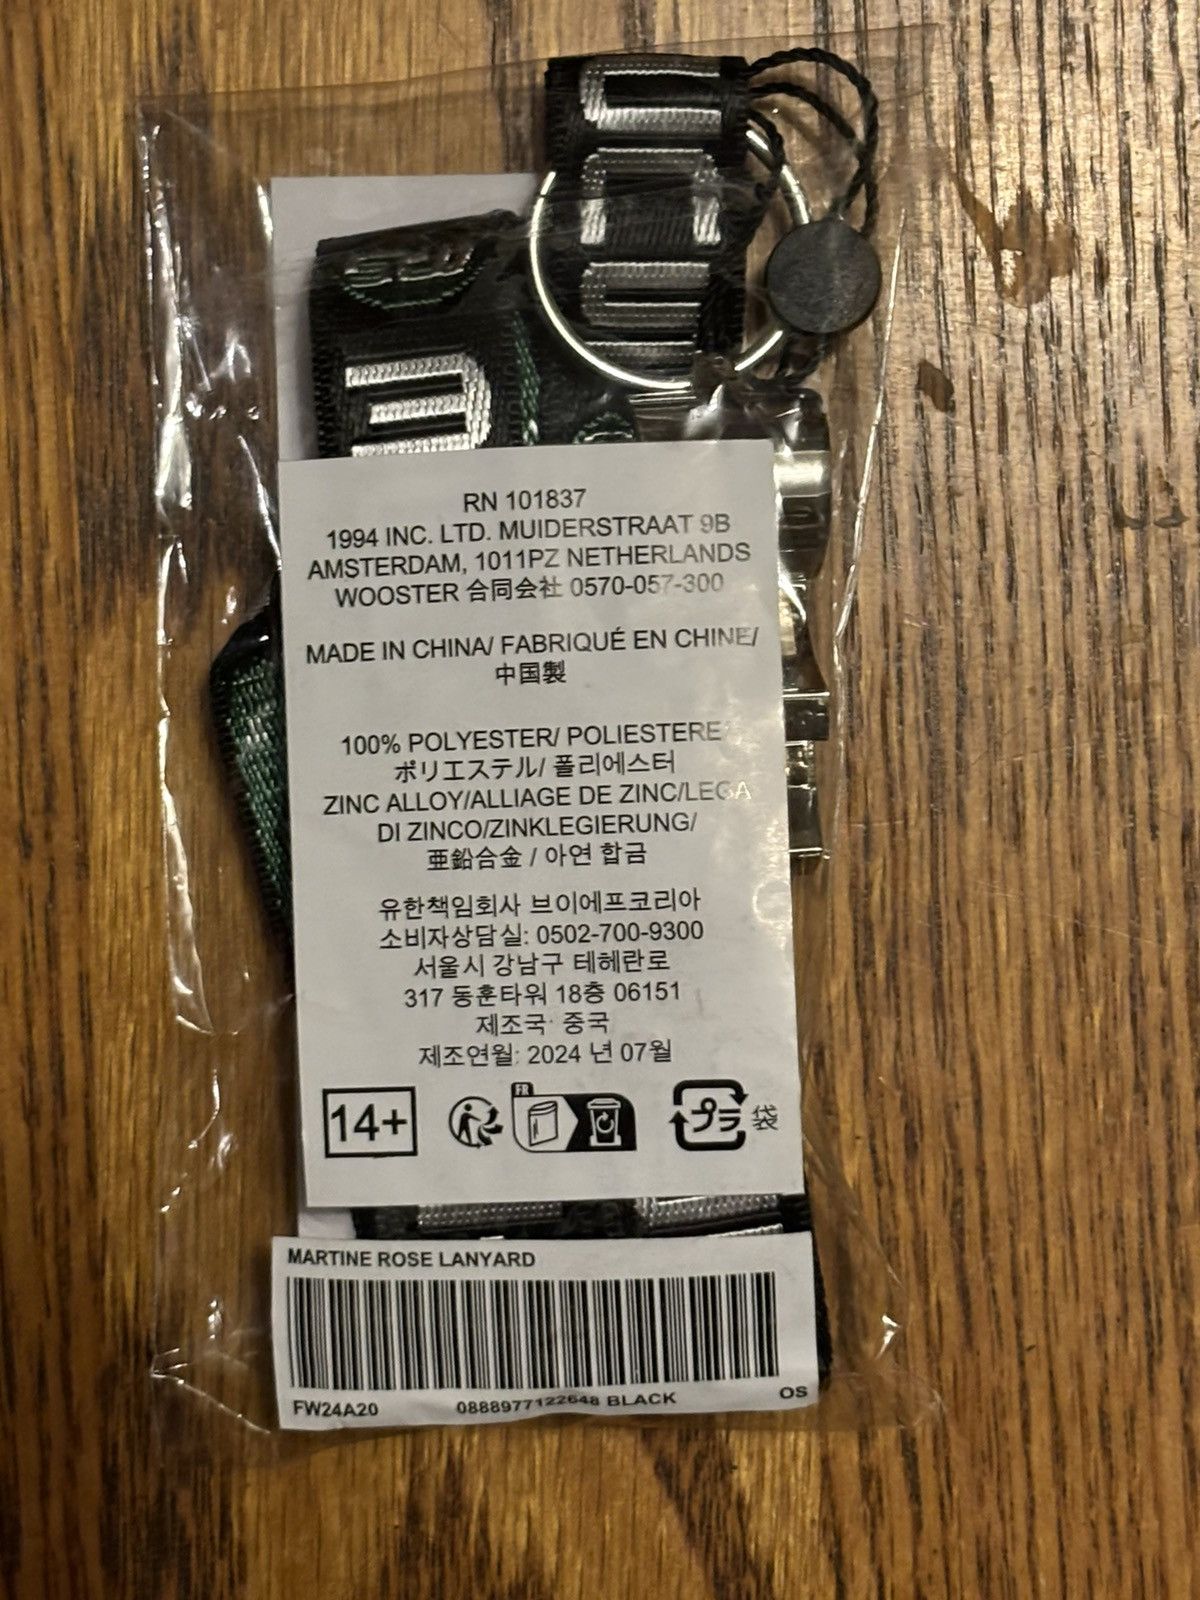 RN 101837
1994 INC. LTD. MUIDERSTRAAT 9B
AMSTERDAM, 1011PZ NETHERLANDS
WOOSTER 合同会社 0570-057-300
MADE IN CHINA/ FABRIQUÉ EN CHINE/
中国製
100% POLYESTER/ POLIESTERE/
ポリエステル/ 폴리에스터
ZINC ALLOY/ALLIAGE DE ZINC/LEGA
DI ZINCO/ZINKLEGIERUNG/
亜鉛合金 / 아연 합금
유한책임회사 브이에프코리아
소비자상담실: 0502-700-9300
서울시 강남구 테헤란로
317 동훈타워 18층 06151
제조국: 중국
제조연월: 2024 년 07월
14+
FR
プラ 袋
MARTINE ROSE LANYARD
FW24A20 0888977122648 BLACK OS